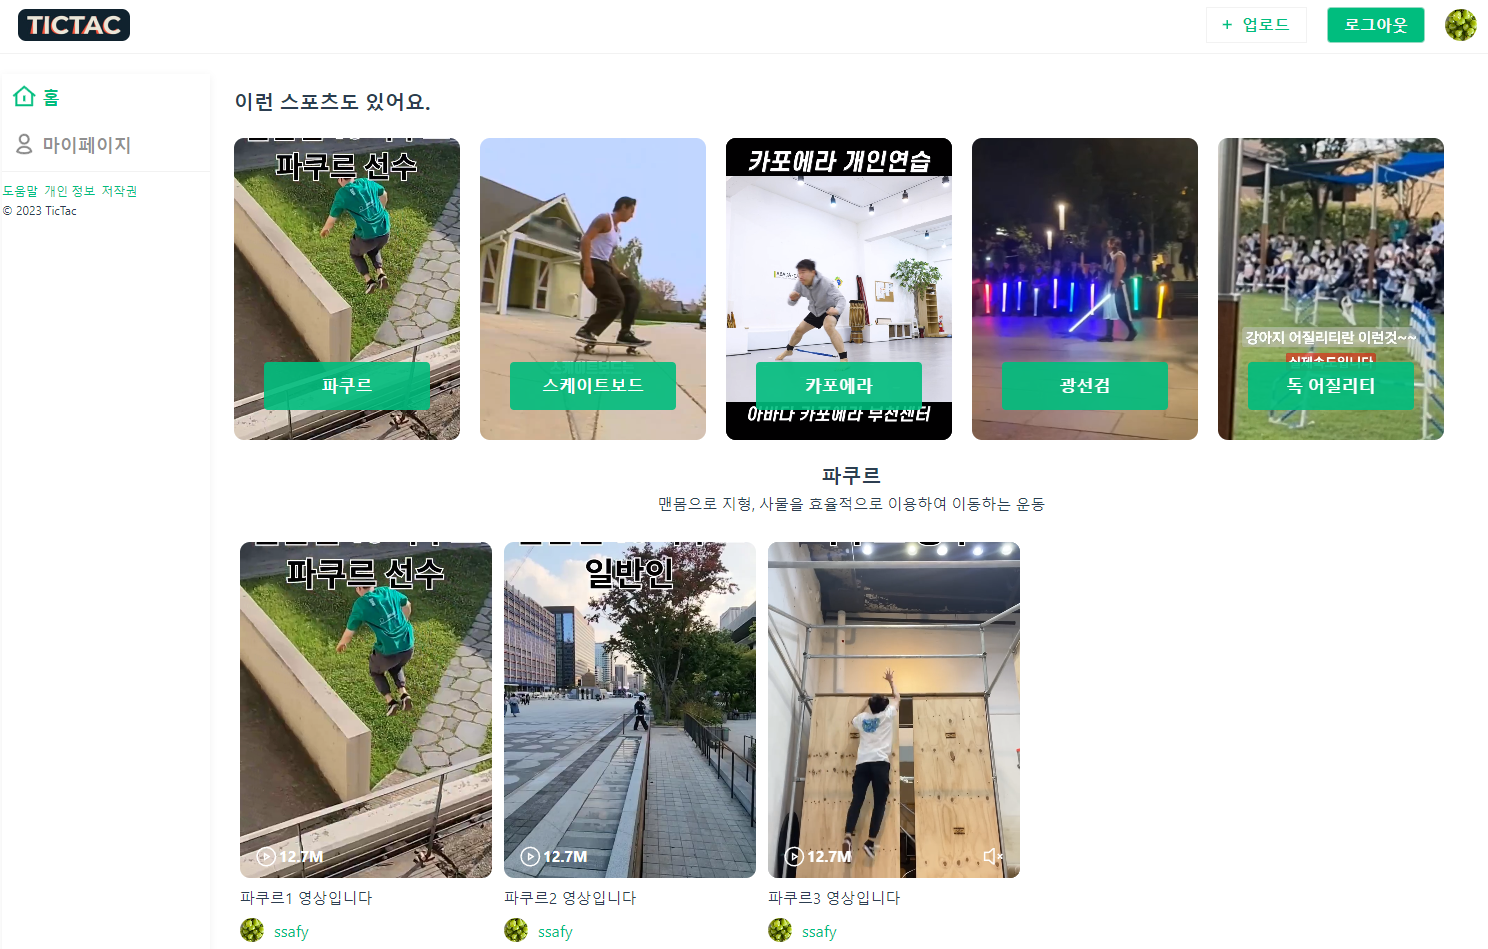 TICTAC
+ 업로드
로그아웃
홈
마이페이지
도움말 개인 정보 저작권
© 2023 TicTac
이런 스포츠도 있어요.
파쿠르 선수
파쿠르
스케이트보드
카포에라 개인연습
카포에라
아바다 카포에라 부천센터
광선검
강아지 어질리티란 이런것~~
실제속도입니다
독 어질리티
파쿠르
맨몸으로 지형, 사물을 효율적으로 이용하여 이동하는 운동
파쿠르 선수
12.7M
파쿠르1 영상입니다
ssafy
일반인
12.7M
파쿠르2 영상입니다
ssafy
12.7M
파쿠르3 영상입니다
ssafy